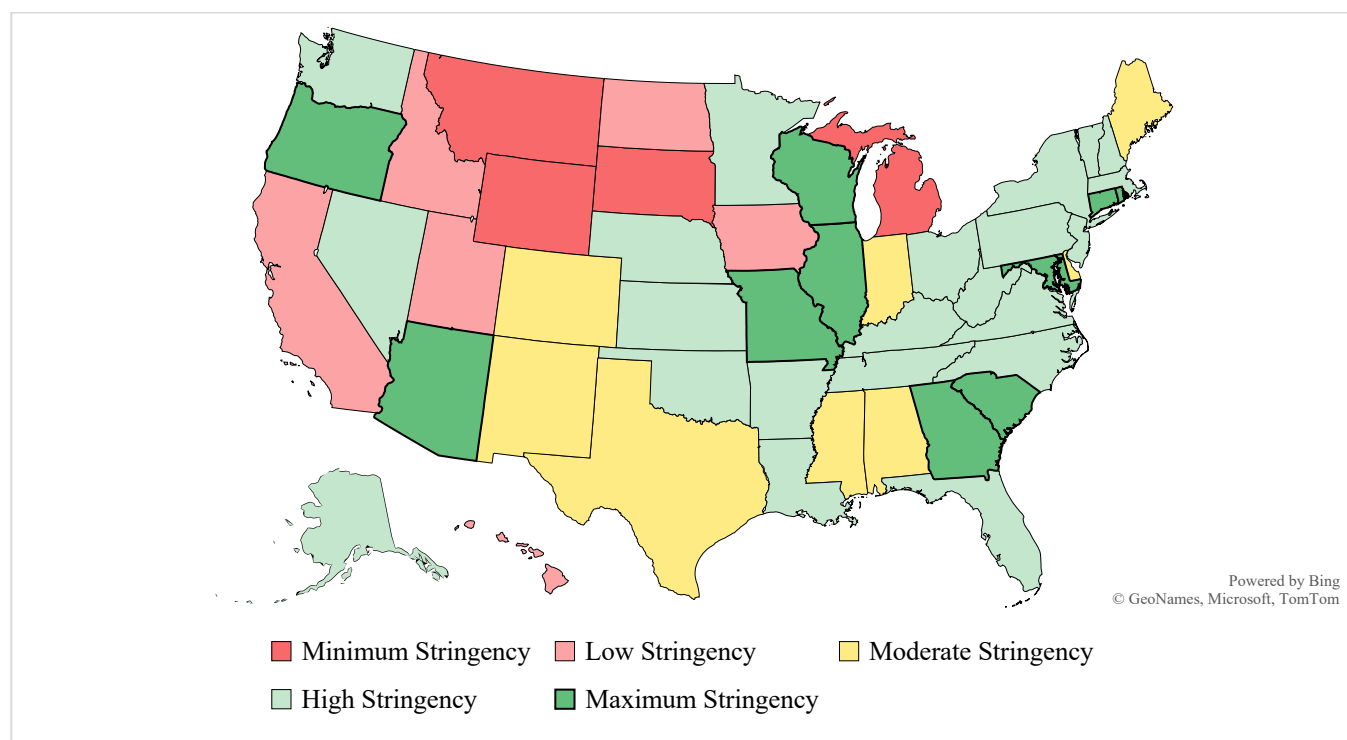 Powered by Bing
© GeoNames, Microsoft, TomTom
Minimum Stringency Low Stringency Moderate Stringency
High Stringency Maximum Stringency